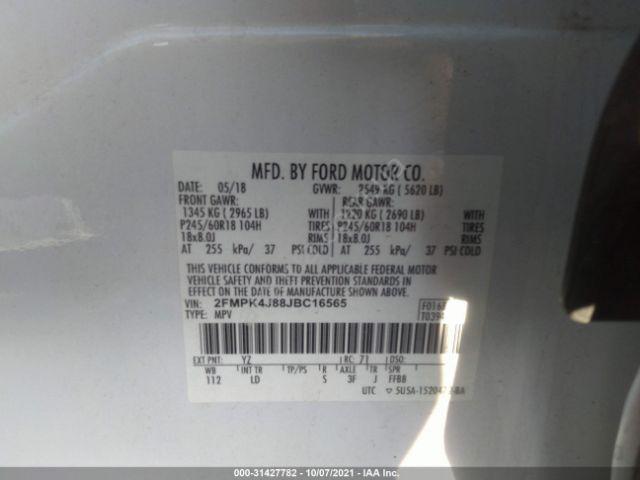 MFD. BY FORD MOTOR CO.
DATE: 05/18 GVWR: 2549 KG ( 5620 LB)
FRONT GAWR: REAR GAWR:
1345 KG ( 2965 LB) WITH 1220 KG ( 2690 LB) WITH
P245/60R18 104H TIRES P245/60R18 104H TIRES
18x8.0J RIMS 18x8.0J RIMS
AT 255 kPa/ 37 PSI COLD AT 255 kPa/ 37 PSI COLD
THIS VEHICLE CONFORMS TO ALL APPLICABLE FEDERAL MOTOR
VEHICLE SAFETY AND THEFT PREVENTION STANDARDS IN
EFFECT ON THE DATE OF MANUFACTURE SHOWN ABOVE.
VIN: 2FMPK4J88JBC16565
TYPE: MPV
EXT PNT: YZ RC: 71 DSO:
WB INT TR TP/PS R AXLE TR SPR
112 LD S 3F J FFBB
UTC
000-31427782 - 10/07/2021 - IAA Inc.